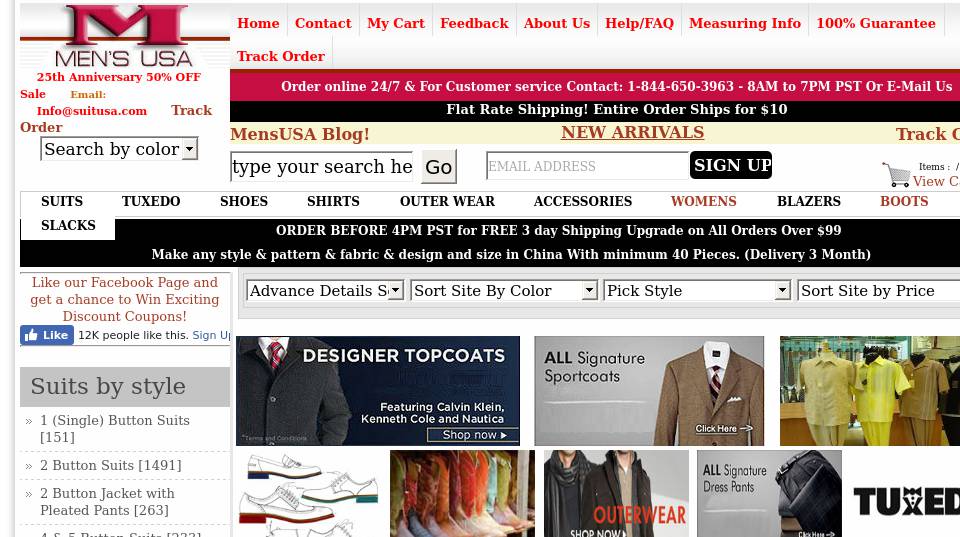 M
MEN'S USA
25th Anniversary 50% OFF
Sale Email:
Info@suitusa.com Track
Order
Search by color
Home Contact My Cart Feedback About Us Help/FAQ Measuring Info 100% Guarantee
Track Order
Order online 24/7 & For Customer service Contact: 1-844-650-3963 - 8AM to 7PM PST Or E-Mail Us
Flat Rate Shipping! Entire Order Ships for $10
MensUSA Blog! NEW ARRIVALS Track O
type your search he Go EMAIL ADDRESS SIGN UP
Items : /
View C
SUITS TUXEDO SHOES SHIRTS OUTER WEAR ACCESSORIES WOMENS BLAZERS BOOTS
SLACKS
ORDER BEFORE 4PM PST for FREE 3 day Shipping Upgrade on All Orders Over $99
Make any style & pattern & fabric & design and size in China With minimum 40 Pieces. (Delivery 3 Month)
Like our Facebook Page and
get a chance to Win Exciting
Discount Coupons!
Like 12K people like this. Sign Up
Suits by style
» 1 (Single) Button Suits
[151]
» 2 Button Suits [1491]
» 2 Button Jacket with
Pleated Pants [263]
4 & 5 Button Suits [233]
Advance Details S Sort Site By Color Pick Style Sort Site by Price
DESIGNER TOPCOATS
Featuring Calvin Klein,
Kenneth Cole and Nautica
*Terms and Conditions
Shop now
ALL Signature
Sportcoats
Click Here
OUTERWEAR
SHOP NOW
ALL Signature
Dress Pants
Click Here
TUXED